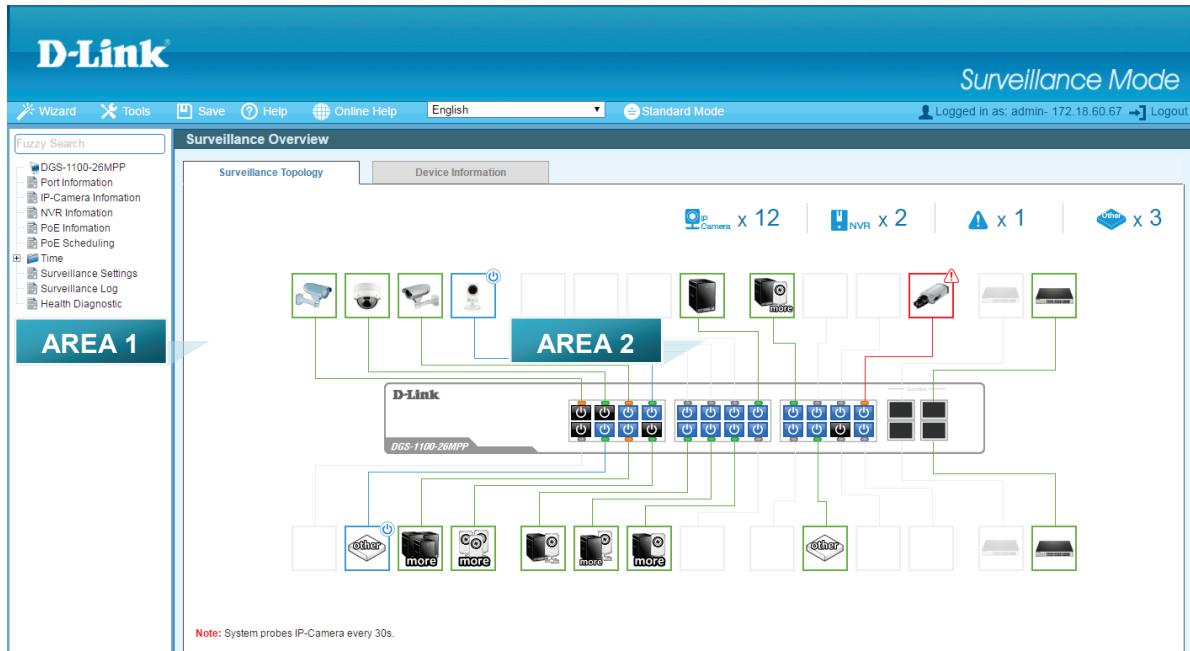 D-Link
Surveillance Mode
Wizard Tools Save Help Online Help English Standard Mode Logged in as: admin- 172.18.60.67 Logout
Fuzzy Search
DGS-1100-26MPP
Port Information
IP-Camera Infomation
NVR Infomation
PoE Infomation
PoE Scheduling
Time
Surveillance Settings
Surveillance Log
Health Diagnostic
AREA 1
Surveillance Overview
Surveillance Topology Device Information
IP Camera x 12 NVR x 2 x 1 Other x 3
more
AREA 2
D-Link
Combo
DGS-1100-26MPP
other more more more more other
Note: System probes IP-Camera every 30s.